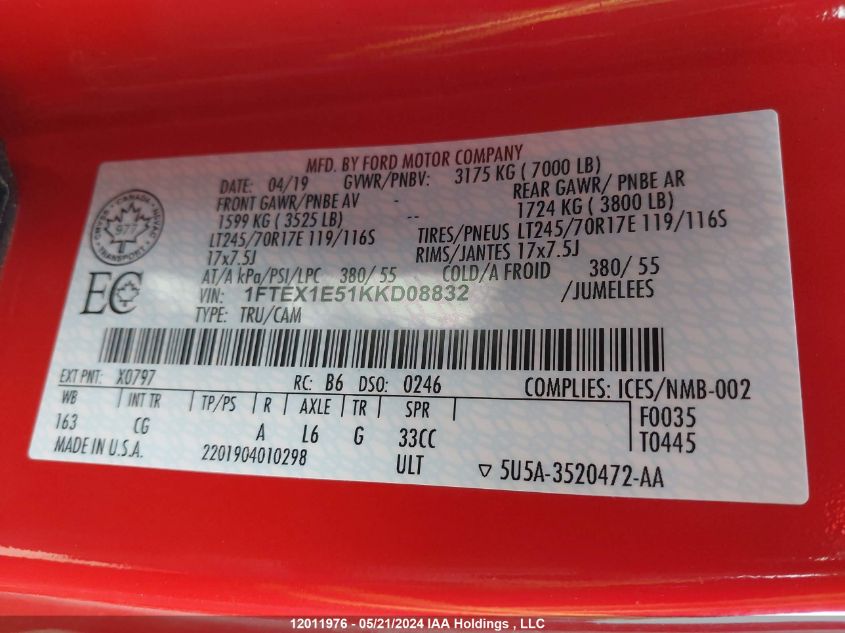 MFD. BY FORD MOTOR COMPANY
DATE: 04/19 GVWR/PNBV: 3175 KG ( 7000 LB)
FRONT GAWR/PNBE AV REAR GAWR/ PNBE AR
1599 KG ( 3525 LB) -- 1724 KG ( 3800 LB)
LT245/70R17E 119/116S TIRES/PNEUS LT245/70R17E 119/116S
17x7.5J RIMS/JANTES 17x7.5J
AT/A kPa/PSI/LPC 380/ 55 COLD/A FROID 380/ 55
VIN: 1FTEX1E51KKD08832 /JUMELEES
TYPE: TRU/CAM
CANADA
977
TRANSPORT
EC
EXT PNT: X0797 RC: B6 DSO: 0246 COMPLIES: ICES/NMB-002
WB INT TR TP/PS R AXLE TR SPR F0035
163 CG A L6 G 33CC T0445
MADE IN U.S.A. 2201904010298 ULT 5U5A-3520472-AA
12011976 - 05/21/2024 IAA Holdings , LLC